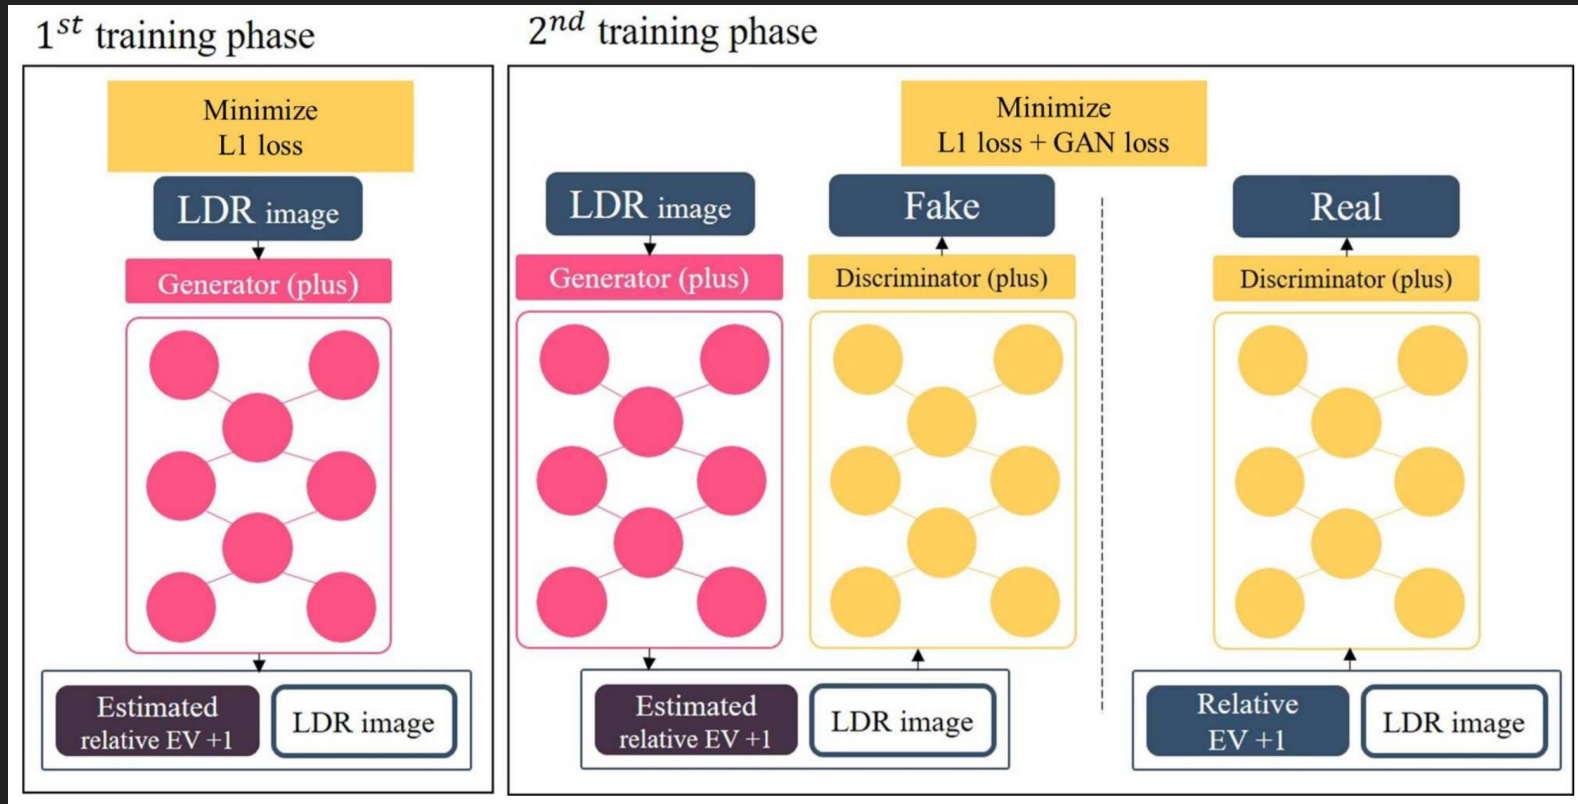 1st training phase
Minimize
L1 loss
LDR image
Generator (plus)
Estimated
relative EV +1
LDR image
2nd training phase
Minimize
L1 loss + GAN loss
LDR image
Fake
Real
Generator (plus)
Discriminator (plus)
Discriminator (plus)
Estimated
relative EV +1
LDR image
Relative
EV +1
LDR image